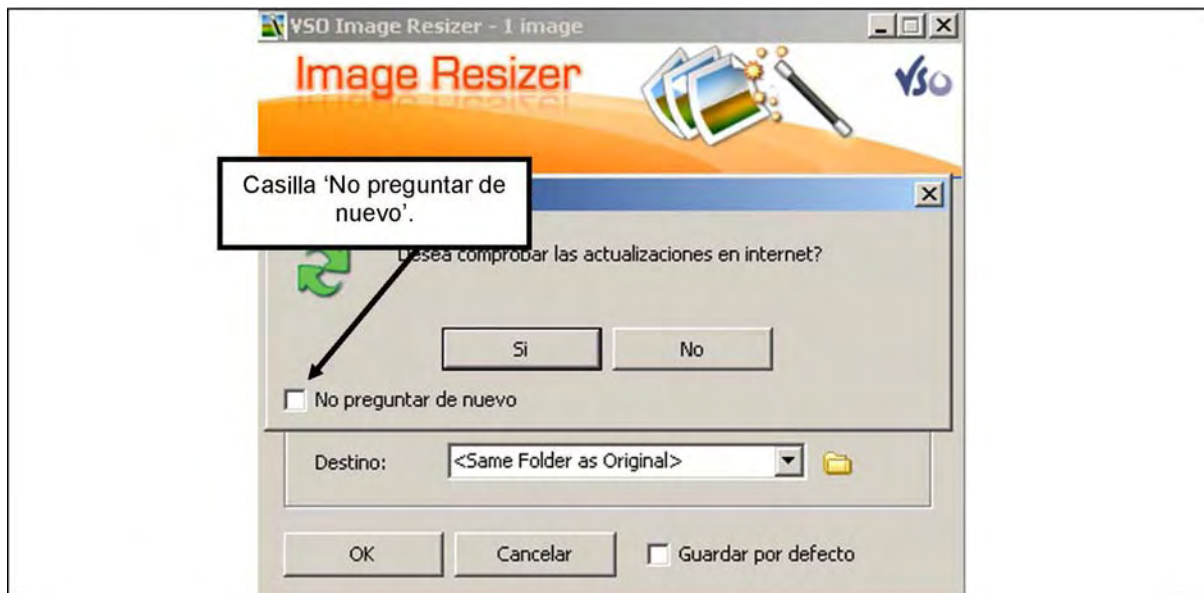 VSO Image Resizer - 1 image
Image Resizer
VSO
Casilla ‘No preguntar de
nuevo’.
Desea comprobar las actualizaciones en internet?
Si
No
No preguntar de nuevo
Destino:
<Same Folder as Original>
OK
Cancelar
Guardar por defecto